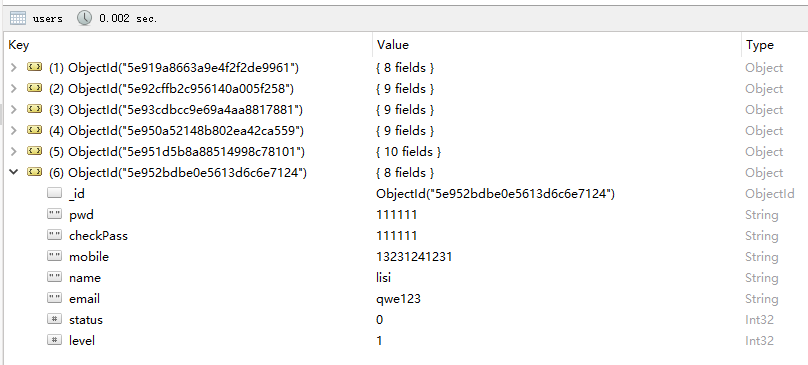 users 0.002 sec.
Key Value Type
(1) ObjectId("5e919a8663a9e4f2f2de9961") { 8 fields } Object
(2) ObjectId("5e92cffb2c956140a005f258") { 9 fields } Object
(3) ObjectId("5e93cdbcc9e69a4aa8817881") { 9 fields } Object
(4) ObjectId("5e950a52148b802ea42ca559") { 9 fields } Object
(5) ObjectId("5e951d5b8a88514998c78101") { 10 fields } Object
(6) ObjectId("5e952bdbe0e5613d6c6e7124") { 8 fields } Object
_id ObjectId("5e952bdbe0e5613d6c6e7124") ObjectId
pwd 111111 String
checkPass 111111 String
mobile 13231241231 String
name lisi String
email qwe123 String
status 0 Int32
level 1 Int32